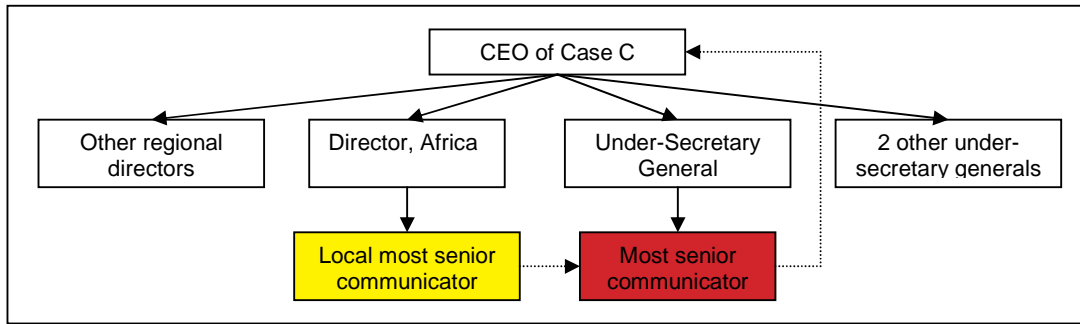 CEO of Case C
Other regional
directors
Director, Africa
Under-Secretary
General
2 other under-
secretary generals
Local most senior
communicator
Most senior
communicator